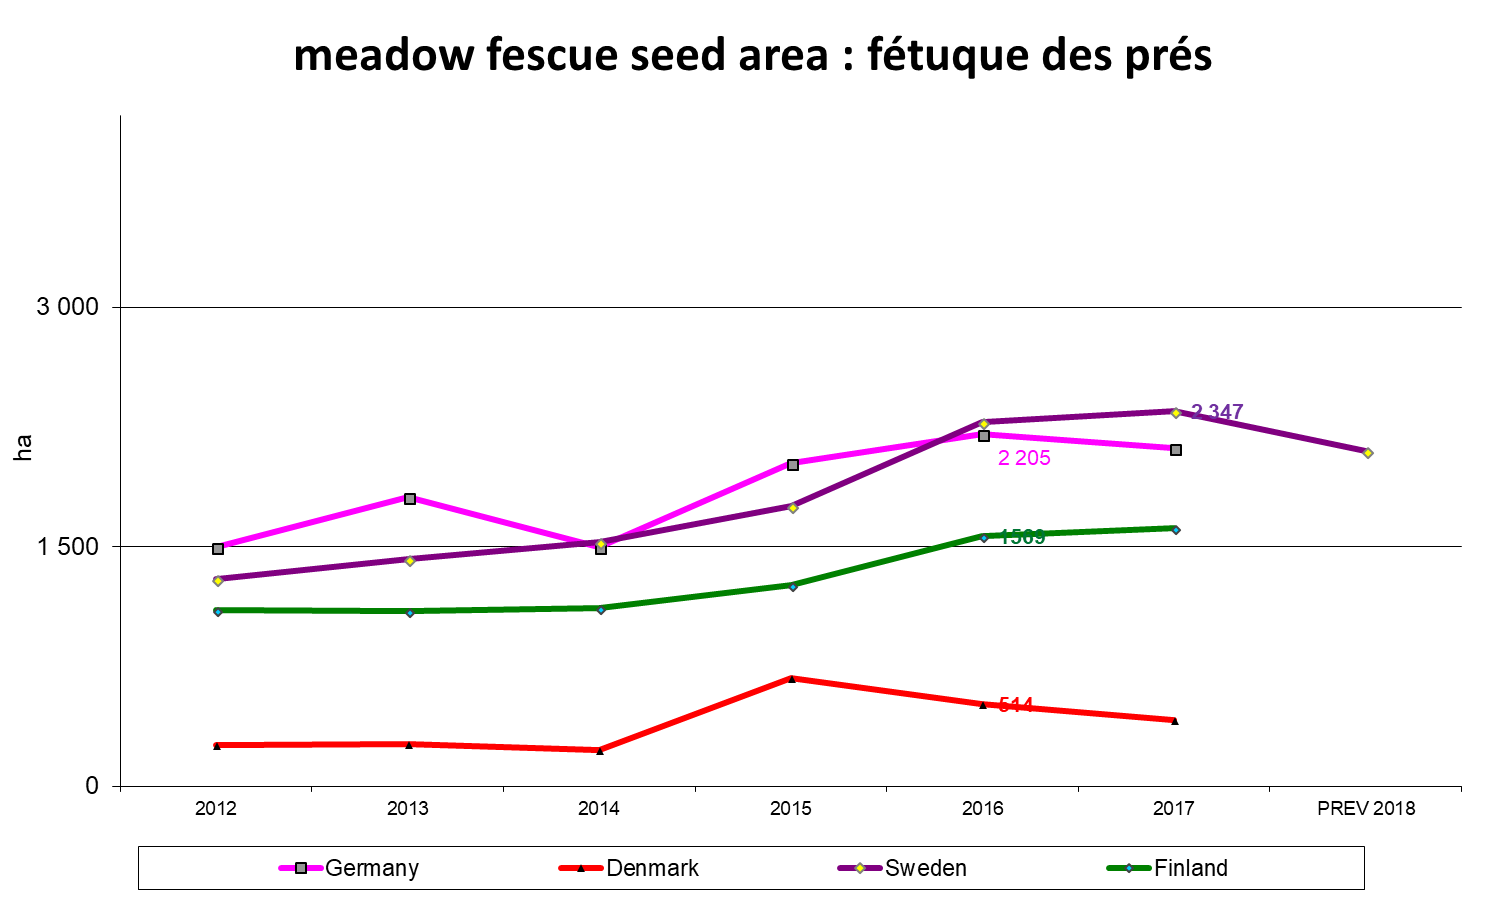 meadow fescue seed area : fétuque des prés
3 000
2 347
ha
2 205
1 500
1569
514
0
2012 2013 2014 2015 2016 2017 PREV 2018
Germany Denmark Sweden Finland